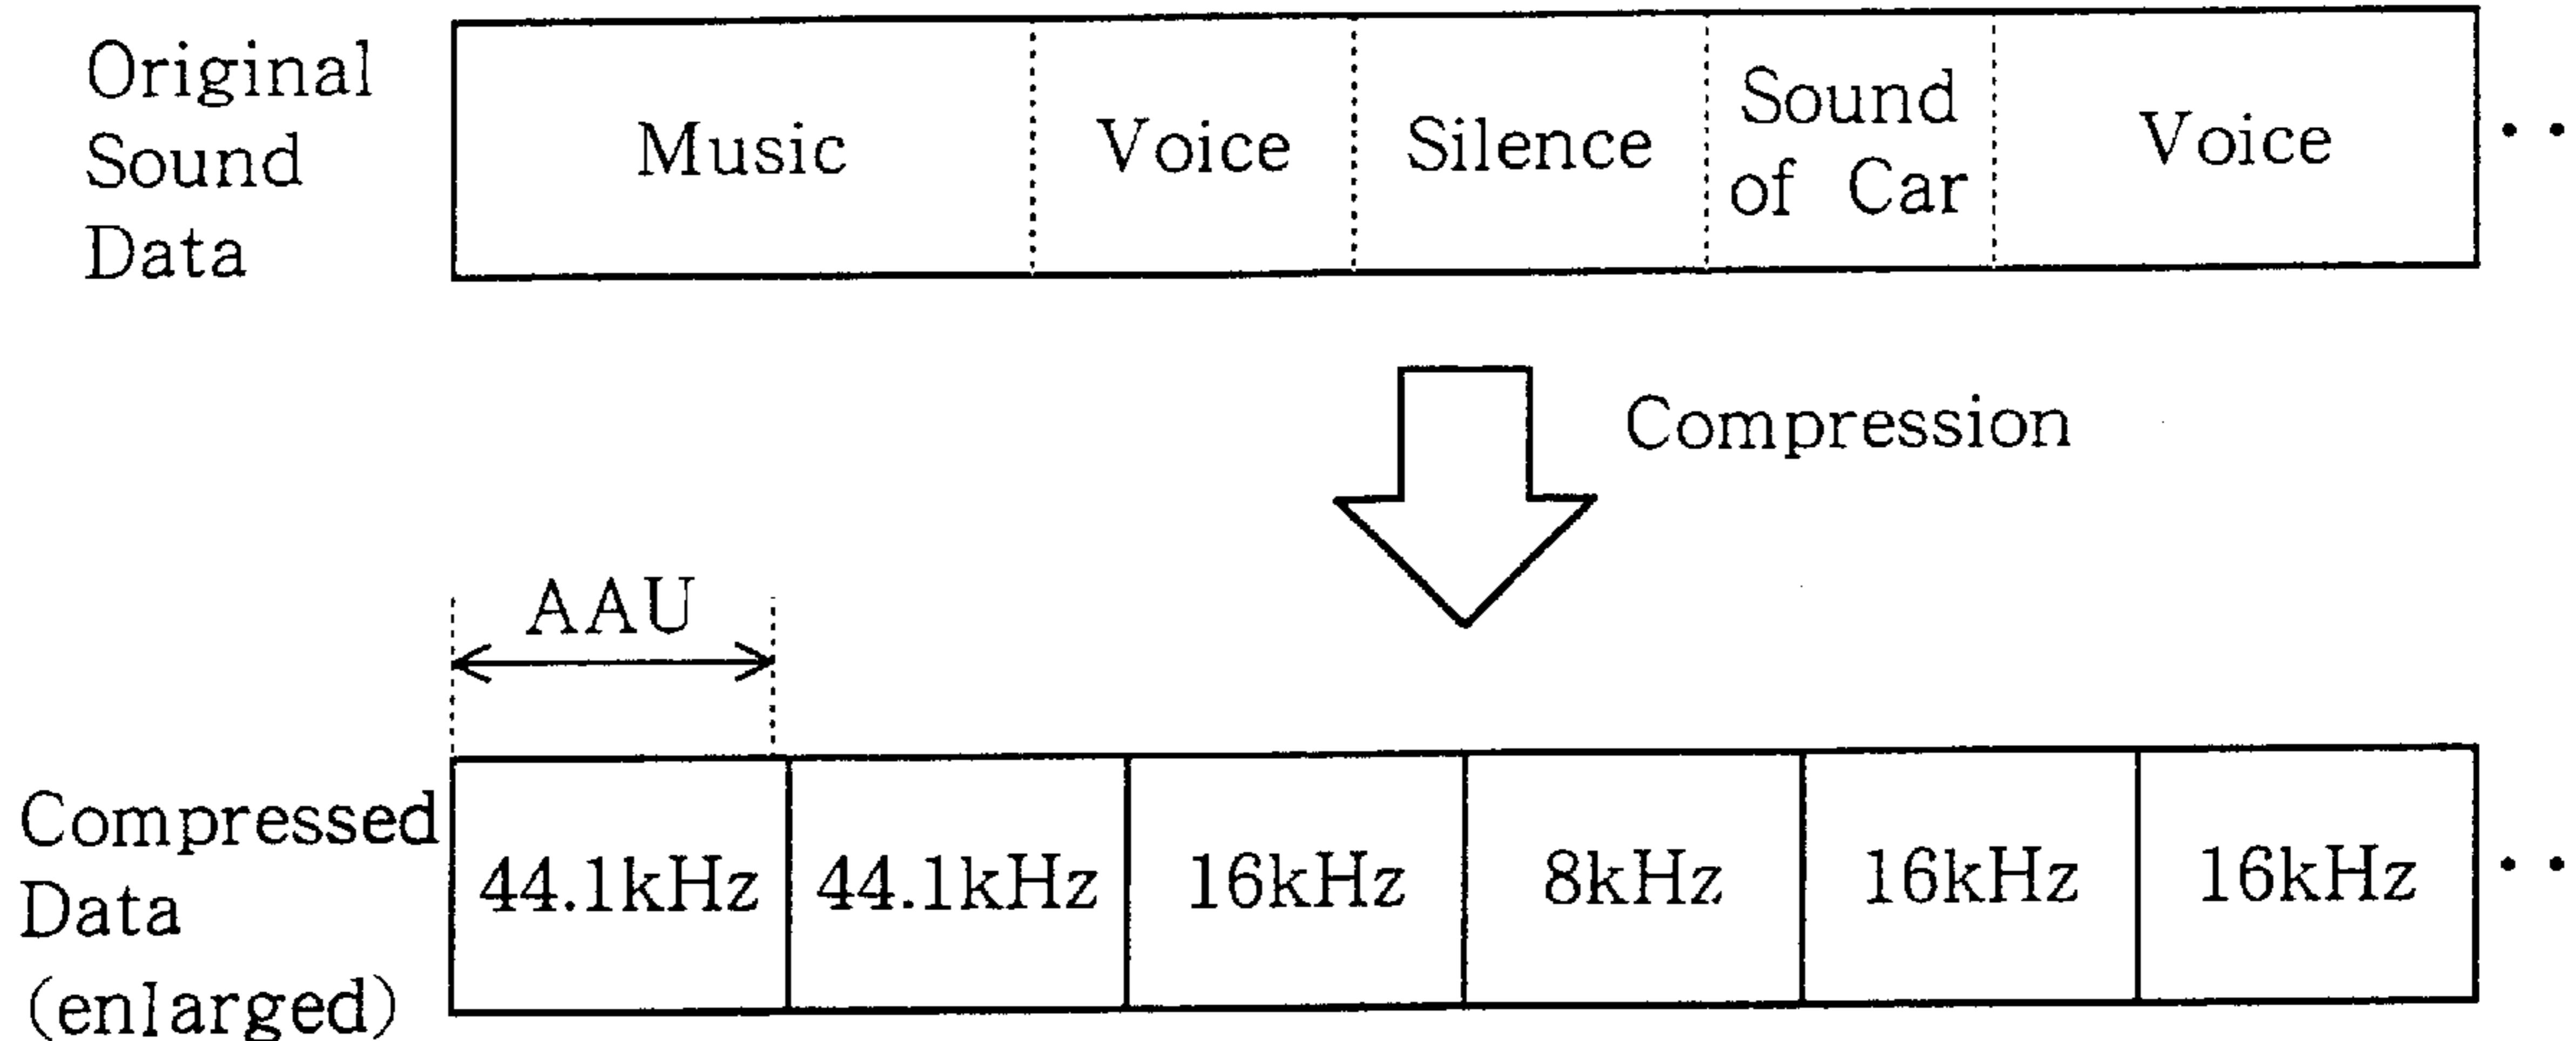 Original
Sound
Data
Music
Voice
Silence
Sound
of Car
Voice
Compression
AAU
Compressed
Data
(enlarged)
44.1kHz
44.1kHz
16kHz
8kHz
16kHz
16kHz